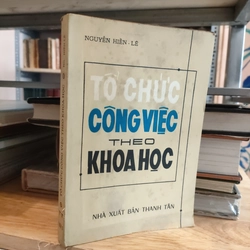 NGUYỄN HIẾN-LÊ
TỔ CHỨC
CÔNG VIỆC
THEO
KHOA HỌC
NHÀ XUẤT BẢN THANH TÂN